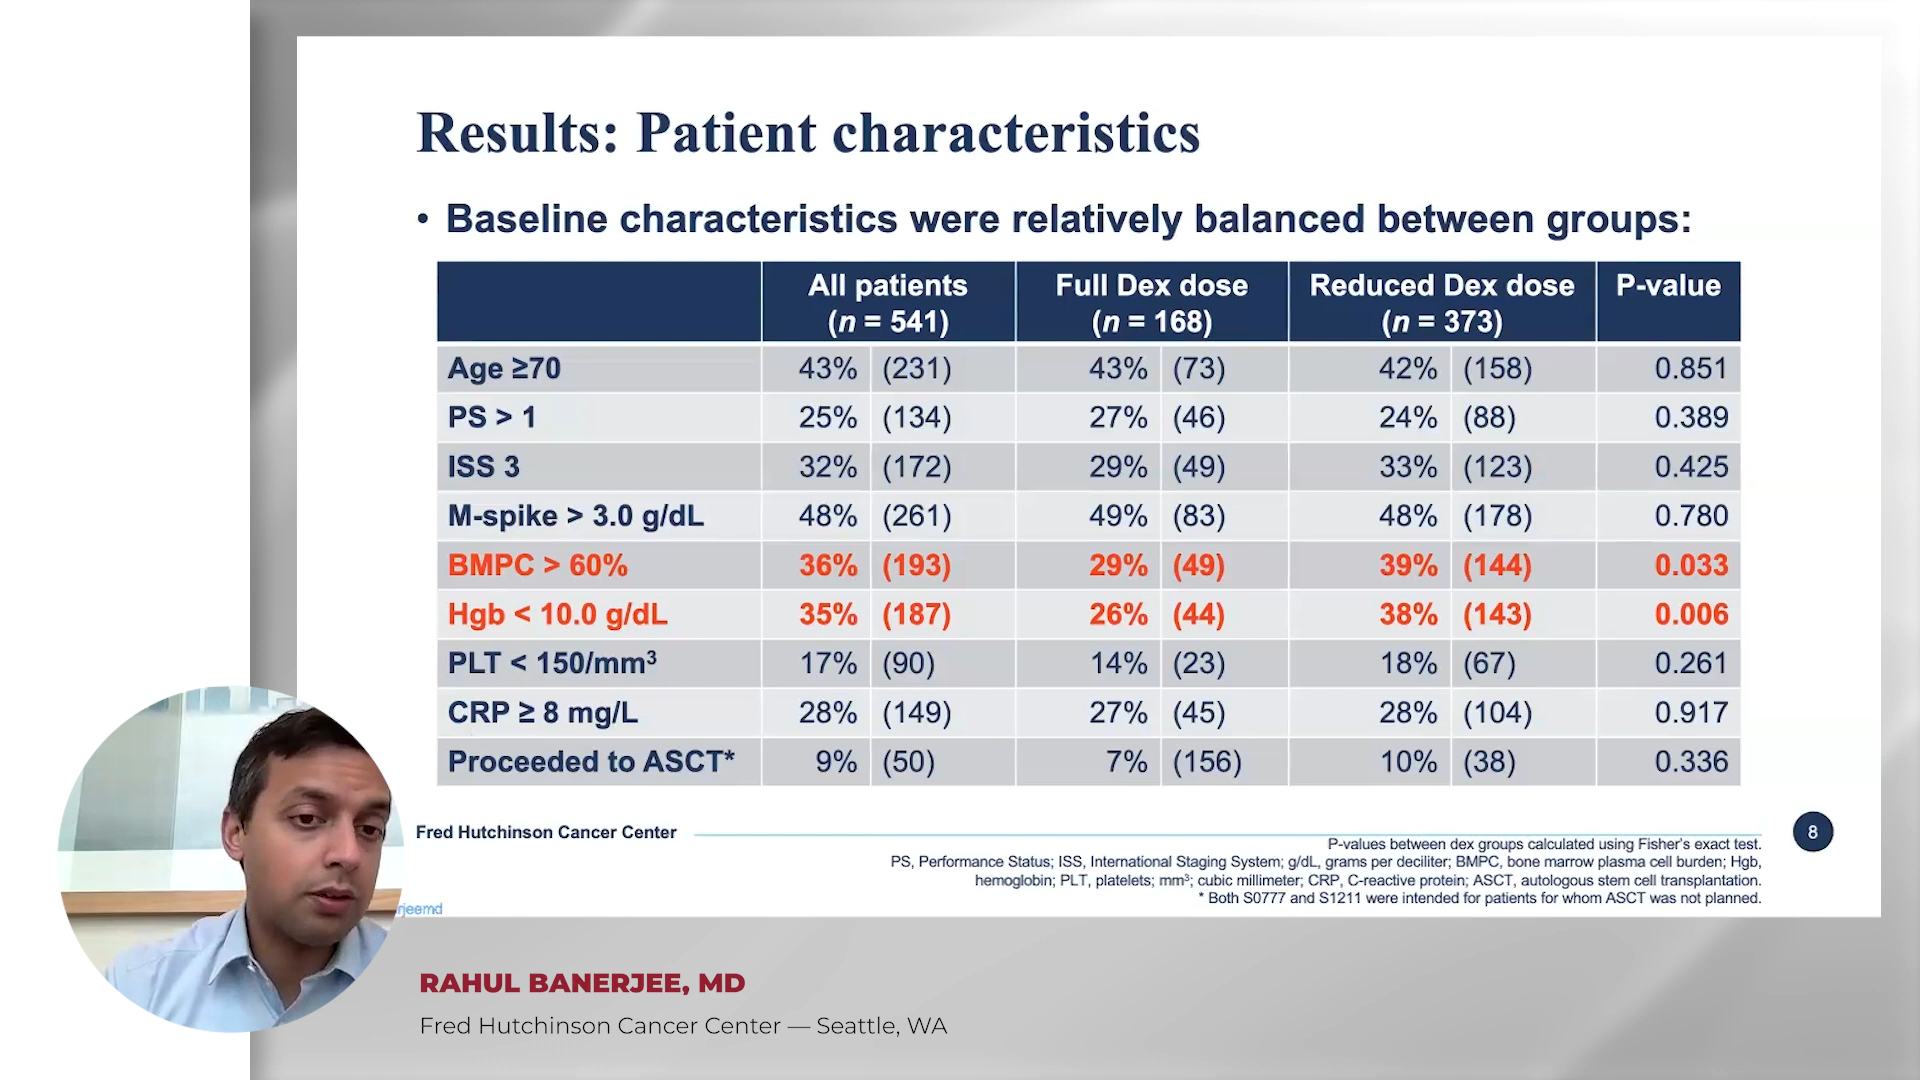 Results: Patient characteristics
• Baseline characteristics were relatively balanced between groups:
All patients (n = 541) Full Dex dose (n = 168) Reduced Dex dose (n = 373) P-value
Age ≥70 43% (231) 43% (73) 42% (158) 0.851
PS > 1 25% (134) 27% (46) 24% (88) 0.389
ISS 3 32% (172) 29% (49) 33% (123) 0.425
M-spike > 3.0 g/dL 48% (261) 49% (83) 48% (178) 0.780
BMPC > 60% 36% (193) 29% (49) 39% (144) 0.033
Hgb < 10.0 g/dL 35% (187) 26% (44) 38% (143) 0.006
PLT < 150/mm³ 17% (90) 14% (23) 18% (67) 0.261
CRP ≥ 8 mg/L 28% (149) 27% (45) 28% (104) 0.917
Proceeded to ASCT* 9% (50) 7% (156) 10% (38) 0.336
Fred Hutchinson Cancer Center
8
P-values between dex groups calculated using Fisher's exact test.
PS, Performance Status; ISS, International Staging System; g/dL, grams per deciliter; BMPC, bone marrow plasma cell burden; Hgb,
hemoglobin; PLT, platelets; mm³; cubic millimeter; CRP, C-reactive protein; ASCT, autologous stem cell transplantation.
* Both S0777 and S1211 were intended for patients for whom ASCT was not planned.
rjeemd
RAHUL BANERJEE, MD
Fred Hutchinson Cancer Center — Seattle, WA